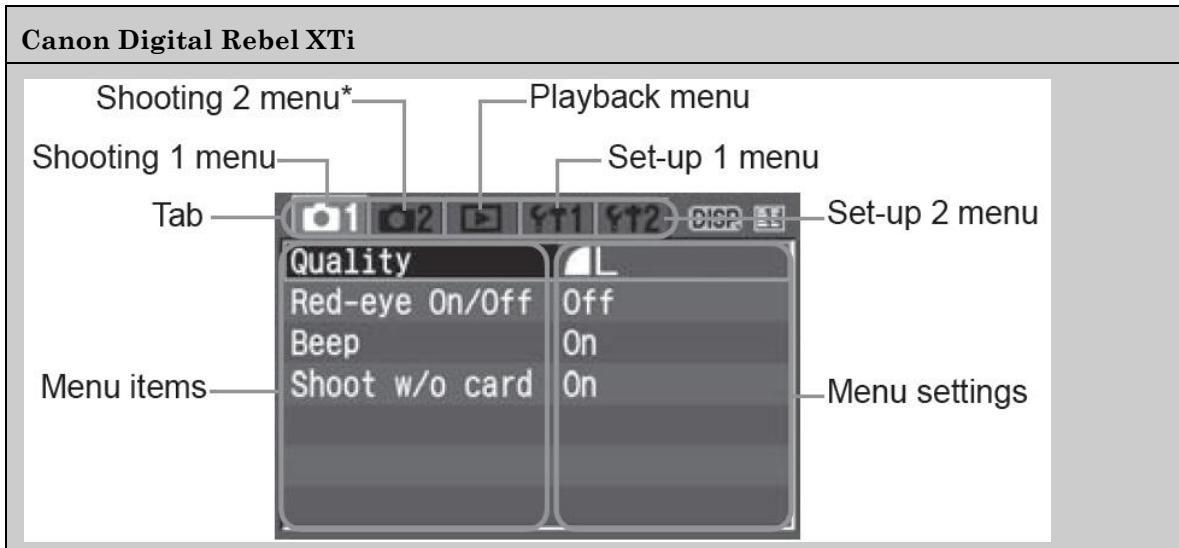 Canon Digital Rebel XTi
Shooting 2 menu*
Playback menu
Shooting 1 menu
Set-up 1 menu
Tab
1 2 1 2 DISP.
Set-up 2 menu
Quality L
Red-eye On/Off Off
Beep On
Menu items
Shoot w/o card On
Menu settings